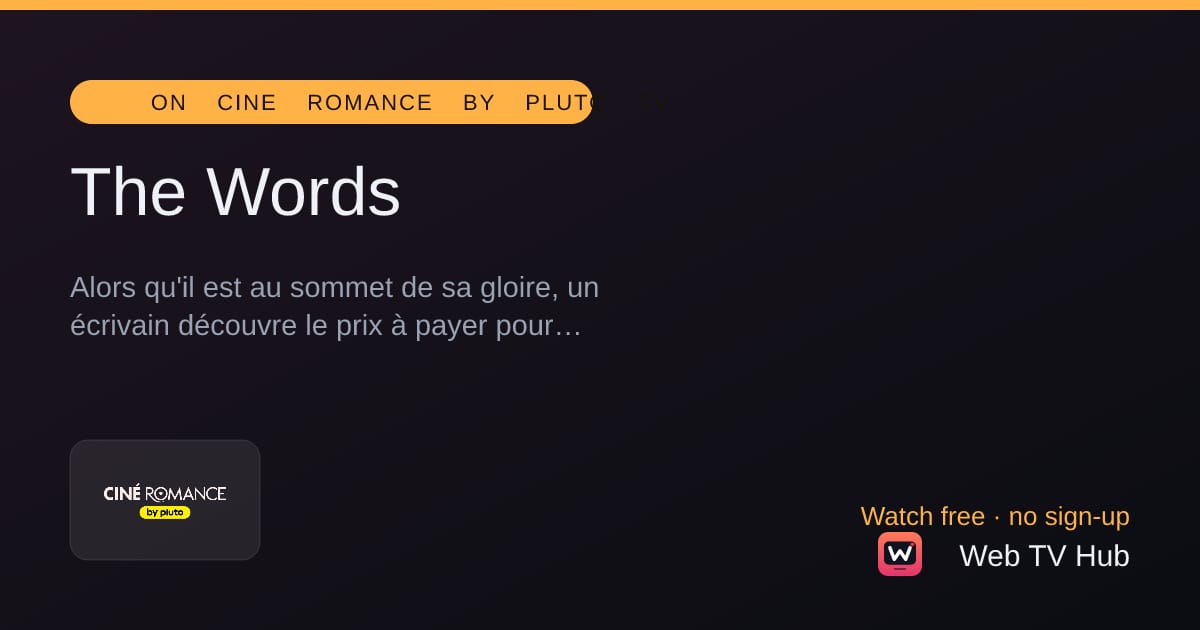 ON CINE ROMANCE BY PLUTO TV
The Words
Alors qu'il est au sommet de sa gloire, un
écrivain découvre le prix à payer pour…
CINÉ ROMANCE
by pluto
Watch free · no sign-up
W
Web TV Hub